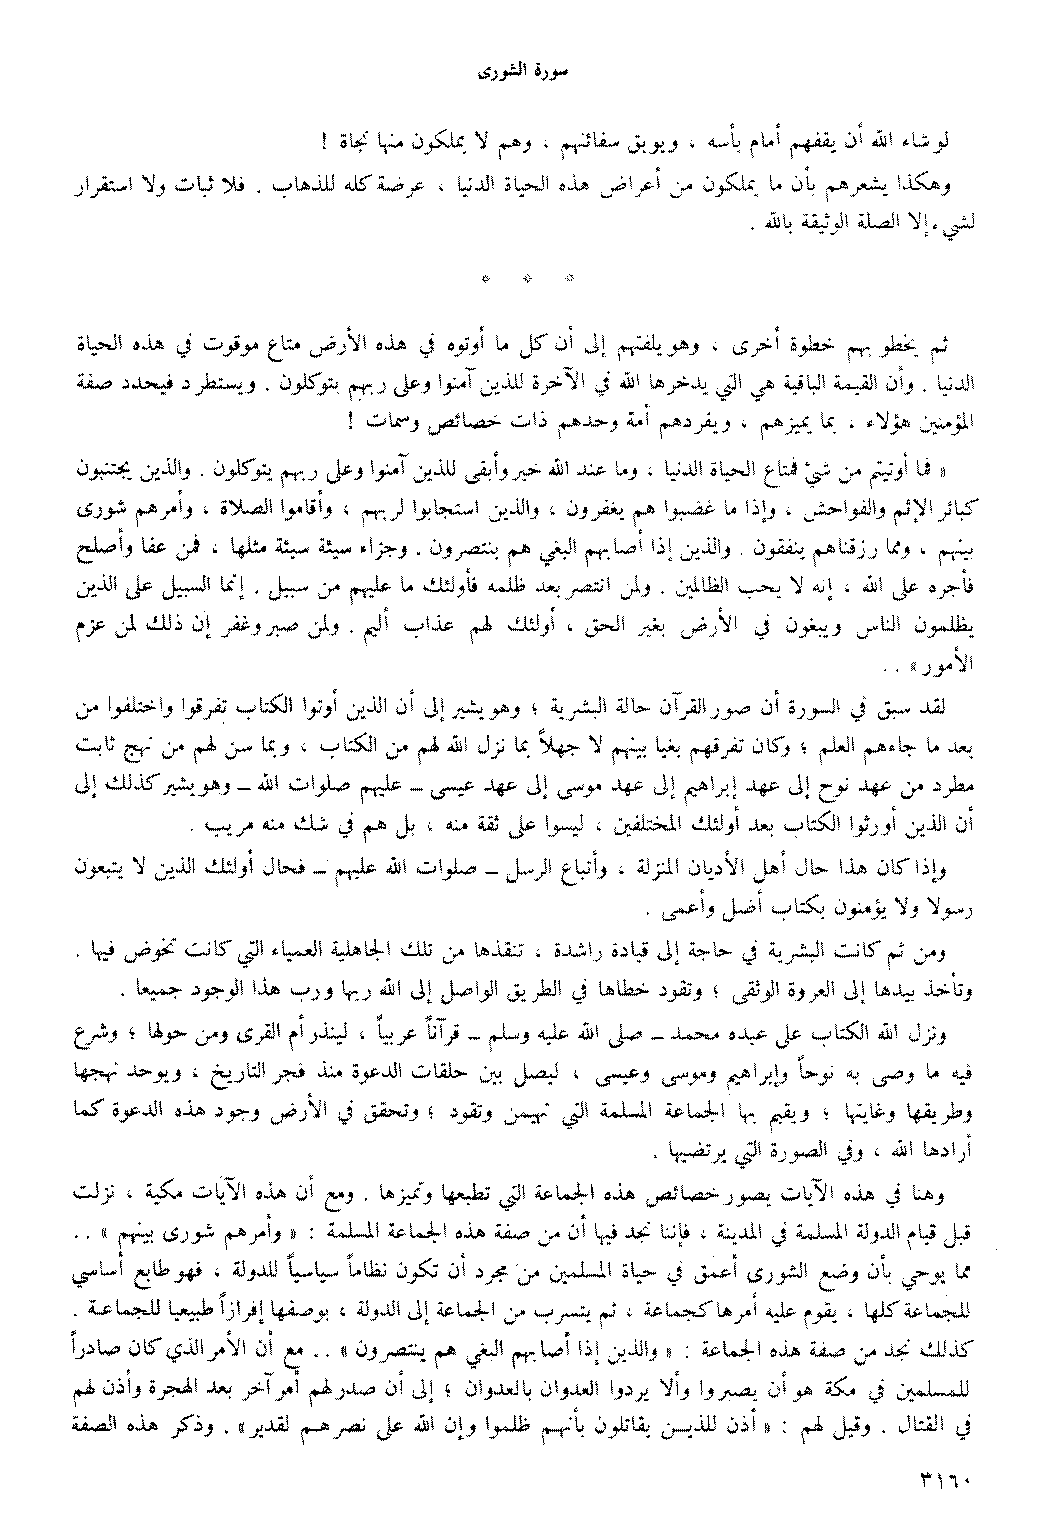 سورة الشورى
لو شاء الله أن يقفهم أمام بأسه ، ويوبق سفائنهم ، وهم لا يملكون منها نجاة !
وهكذا يشعرهم بأن ما يملكون من أعراض هذه الحياة الدنيا ، عرضة كله للذهاب . فلا ثبات ولا استقرار
لشيء إلا الصلة الوثيقة بالله .
* * *
ثم يخطو بهم خطوة أخرى ، وهو يلفتهم إلى أن كل ما أوتوه في هذه الأرض متاع موقوت في هذه الحياة
الدنيا . وأن القيمة الباقية هي التي يدخرها الله في الآخرة للذين آمنوا وعلى ربهم يتوكلون . ويستطرد فيحدد صفة
المؤمنين هؤلاء ، بما يميزهم ، ويفردهم أمة وحدهم ذات خصائص وسمات !
« فما أوتيتم من شيء فمتاع الحياة الدنيا ، وما عند الله خير وأبقى للذين آمنوا وعلى ربهم يتوكلون . والذين يجتنبون
كبائر الإثم والفواحش ، وإذا ما غضبوا هم يغفرون ، والذين استجابوا لربهم ، وأقاموا الصلاة ، وأمرهم شورى
بينهم ، ومما رزقناهم ينفقون . والذين إذا أصابهم البغي هم ينتصرون . وجزاء سيئة سيئة مثلها ، فمن عفا وأصلح
فأجره على الله ، إنه لا يحب الظالمين . ولمن انتصر بعد ظلمه فأولئك ما عليهم من سبيل . إنما السبيل على الذين
يظلمون الناس ويبغون في الأرض بغير الحق ، أولئك لهم عذاب أليم . ولمن صبر وغفر إن ذلك لمن عزم
الأمور » . .
لقد سبق في السورة أن صور القرآن حالة البشرية ؛ وهو يشير إلى أن الذين أوتوا الكتاب تفرقوا واختلفوا من
بعد ما جاءهم العلم ؛ وكان تفرقهم بغيا بينهم لا جهلاً بما نزل الله لهم من الكتاب ، وبما سن لهم من نهج ثابت
مطرد من عهد نوح إلى عهد إبراهيم إلى عهد موسى إلى عهد عيسى – عليهم صلوات الله – وهو يشير كذلك إلى
أن الذين أورثوا الكتاب بعد أولئك المختلفين ، ليسوا على ثقة منه ، بل هم في شك منه مريب .
وإذا كان هذا حال أهل الأديان المنزلة ، وأتباع الرسل – صلوات الله عليهم – فحال أولئك الذين لا يتبعون
رسولا ولا يؤمنون بكتاب أضل وأعمى .
ومن ثم كانت البشرية في حاجة إلى قيادة راشدة ، تنقذها من تلك الجاهلية العمياء التي كانت تخوض فيها .
وتأخذ بيدها إلى العروة الوثقى ؛ وتقود خطاها في الطريق الواصل إلى الله ربها ورب هذا الوجود جميعا .
ونزل الله الكتاب على عبده محمد – صلى الله عليه وسلم – قرآناً عربياً ، لينذر أم القرى ومن حولها ؛ وشرع
فيه ما وصى به نوحاً وإبراهيم وموسى وعيسى ، ليصل بين حلقات الدعوة منذ فجر التاريخ ، ويوحد نهجها
وطريقها وغايتها ؛ ويقيم بها الجماعة المسلمة التي تهيمن وتقود ؛ وتحقق في الأرض وجود هذه الدعوة كما
أرادها الله ، وفي الصورة التي يرتضيها .
وهنا في هذه الآيات يصور خصائص هذه الجماعة التي تطبعها وتميزها . ومع أن هذه الآيات مكية ، نزلت
قبل قيام الدولة المسلمة في المدينة ، فإننا نجد فيها أن من صفة هذه الجماعة المسلمة : « وأمرهم شورى بينهم » . .
مما يوحي بأن وضع الشورى أعمق في حياة المسلمين من مجرد أن تكون نظاماً سياسياً للدولة ، فهو طابع أساسي
للجماعة كلها ، يقوم عليه أمرها كجماعة ، ثم يتسرب من الجماعة إلى الدولة ، بوصفها إفرازاً طبيعيا للجماعة .
كذلك نجد من صفة هذه الجماعة : « والذين إذا أصابهم البغي هم ينتصرون » . . مع أن الأمر الذي كان صادراً
للمسلمين في مكة هو أن يصبروا وألا يردوا العدوان بالعدوان ؛ إلى أن صدر لهم أمر آخر بعد الهجرة وأذن لهم
في القتال . وقيل لهم : « أذن للذين يقاتلون بأنهم ظلموا وإن الله على نصرهم لقدير » . وذكر هذه الصفة
٣١٦٠